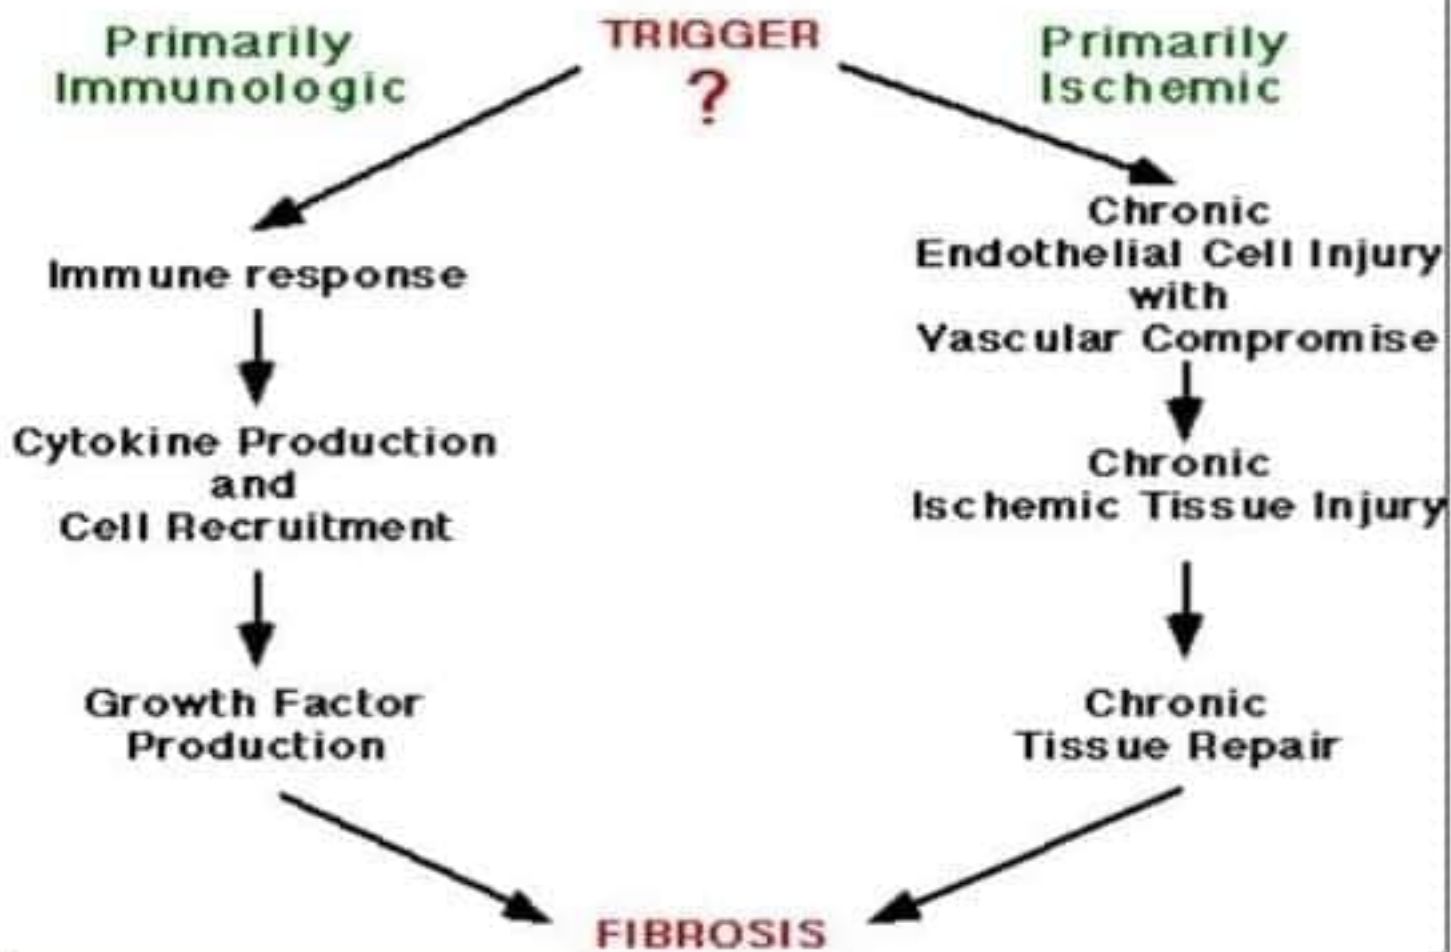 Primarily
Immunologic
TRIGGER
?
Primarily
Ischemic
Immune response
Cytokine Production
and
Cell Recruitment
Growth Factor
Production
Chronic
Endothelial Cell Injury
with
Vascular Compromise
Chronic
Ischemic Tissue Injury
Chronic
Tissue Repair
FIBROSIS